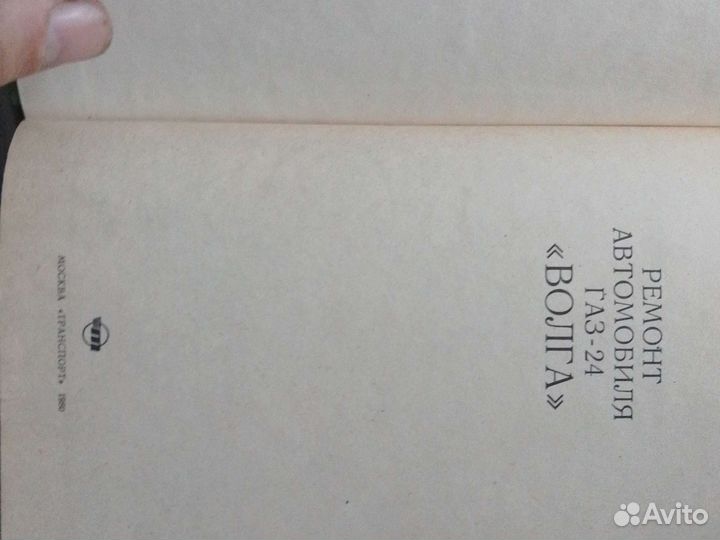 РЕМОНТ
АВТОМОБИЛЯ
ГАЗ-24
«ВОЛГА»
МОСКВА «ТРАНСПОРТ» 1980
Avito